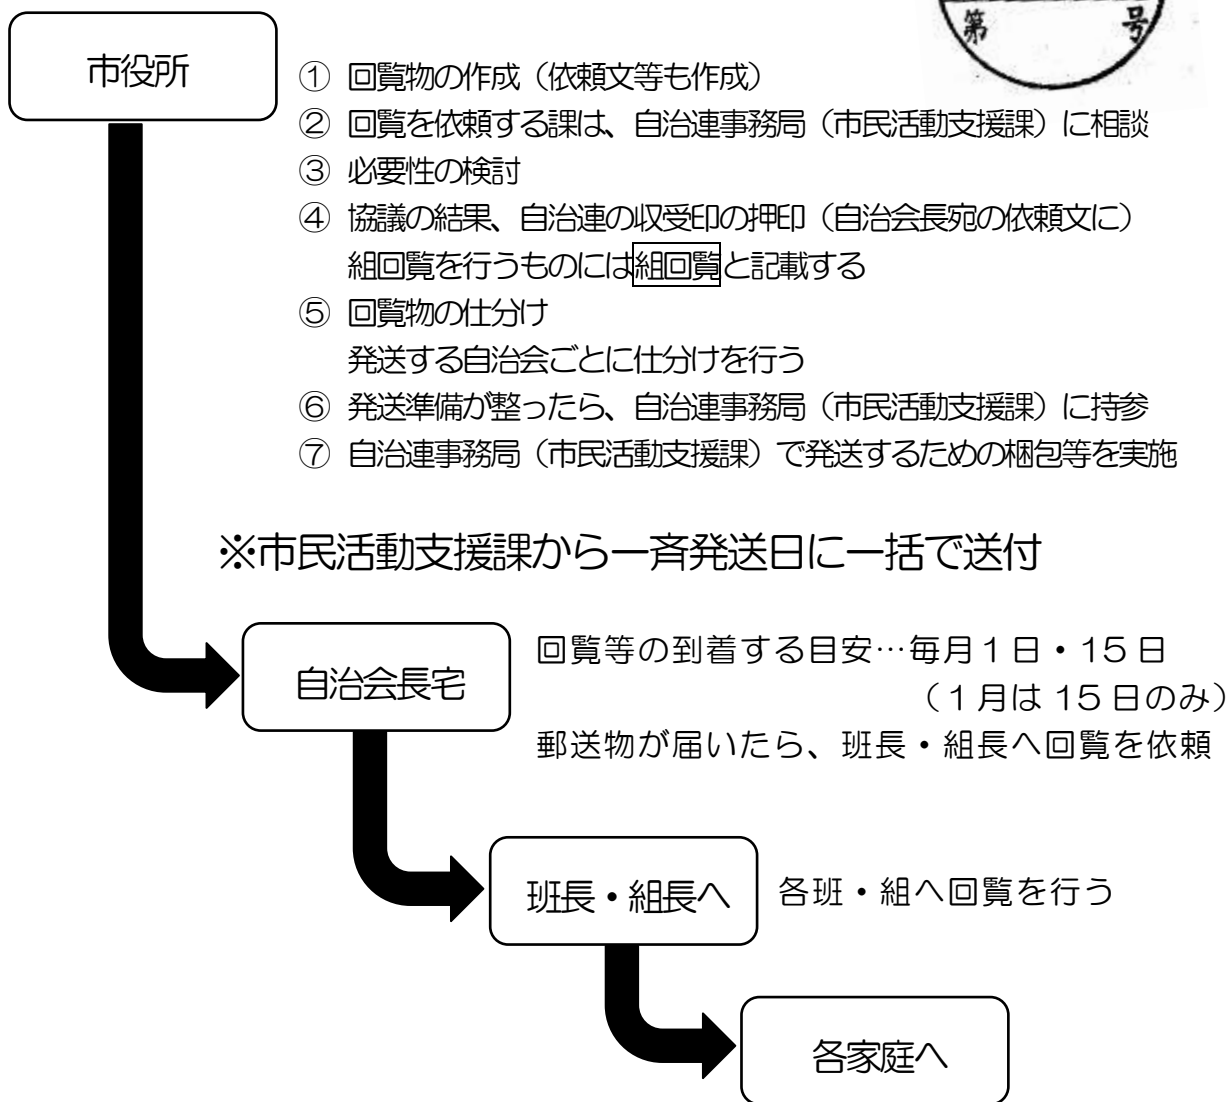 第 号
市役所
① 回覧物の作成（依頼文等も作成）
② 回覧を依頼する課は、自治連事務局（市民活動支援課）に相談
③ 必要性の検討
④ 協議の結果、自治連の収受印の押印（自治会長宛の依頼文に）
組回覧を行うものには組回覧と記載する
⑤ 回覧物の仕分け
発送する自治会ごとに仕分けを行う
⑥ 発送準備が整ったら、自治連事務局（市民活動支援課）に持参
⑦ 自治連事務局（市民活動支援課）で発送するための梱包等を実施
※市民活動支援課から一斉発送日に一括で送付
自治会長宅
回覧等の到着する目安…毎月１日・15日
（１月は 15 日のみ）
郵送物が届いたら、班長・組長へ回覧を依頼
班長・組長へ
各班・組へ回覧を行う
各家庭へ